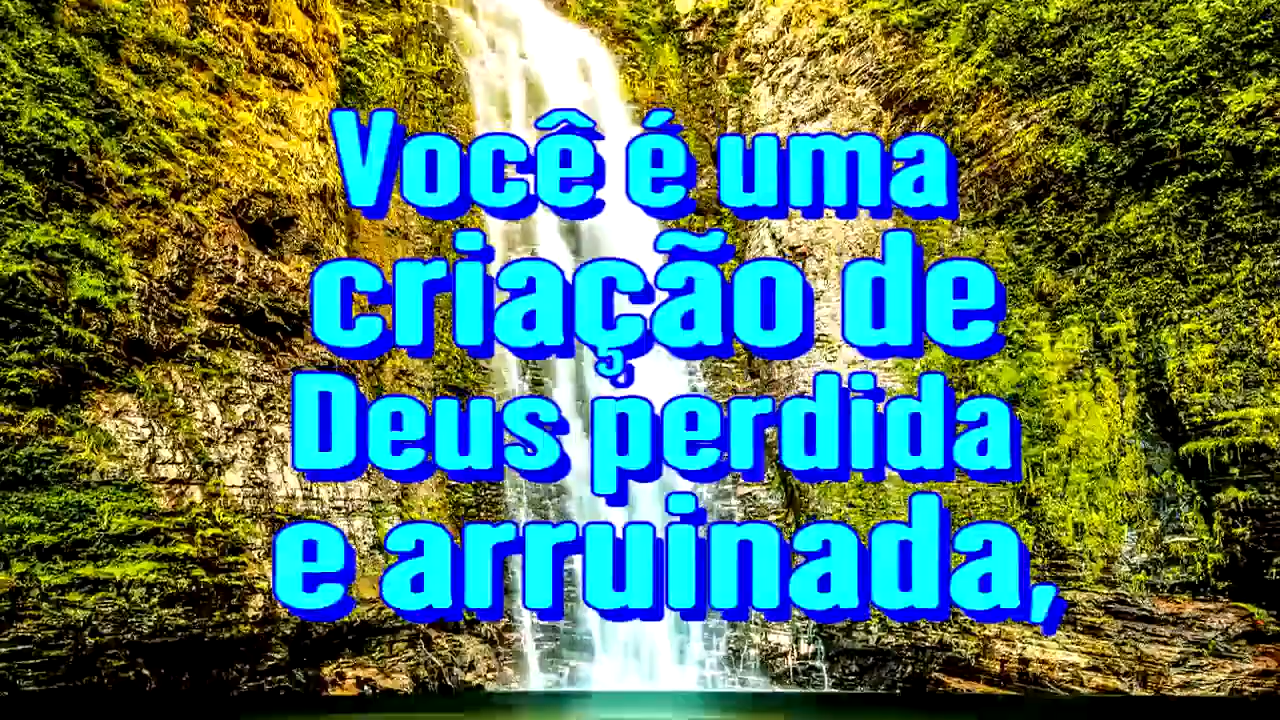 Você é uma
criação de
Deus perdida
e arruinada,